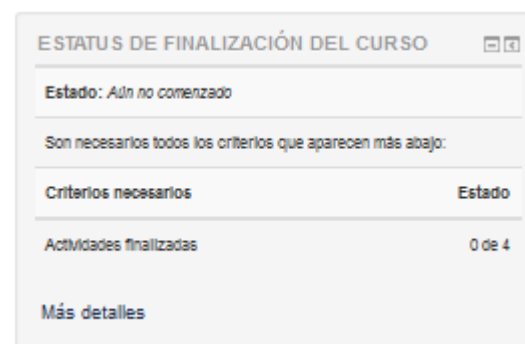 ESTATUS DE FINALIZACIÓN DEL CURSO
Estado: Aún no comenzado
Son necesarios todos los criterios que aparecen más abajo:
Criterios necesarios Estado
Actividades finalizadas 0 de 4
Más detalles